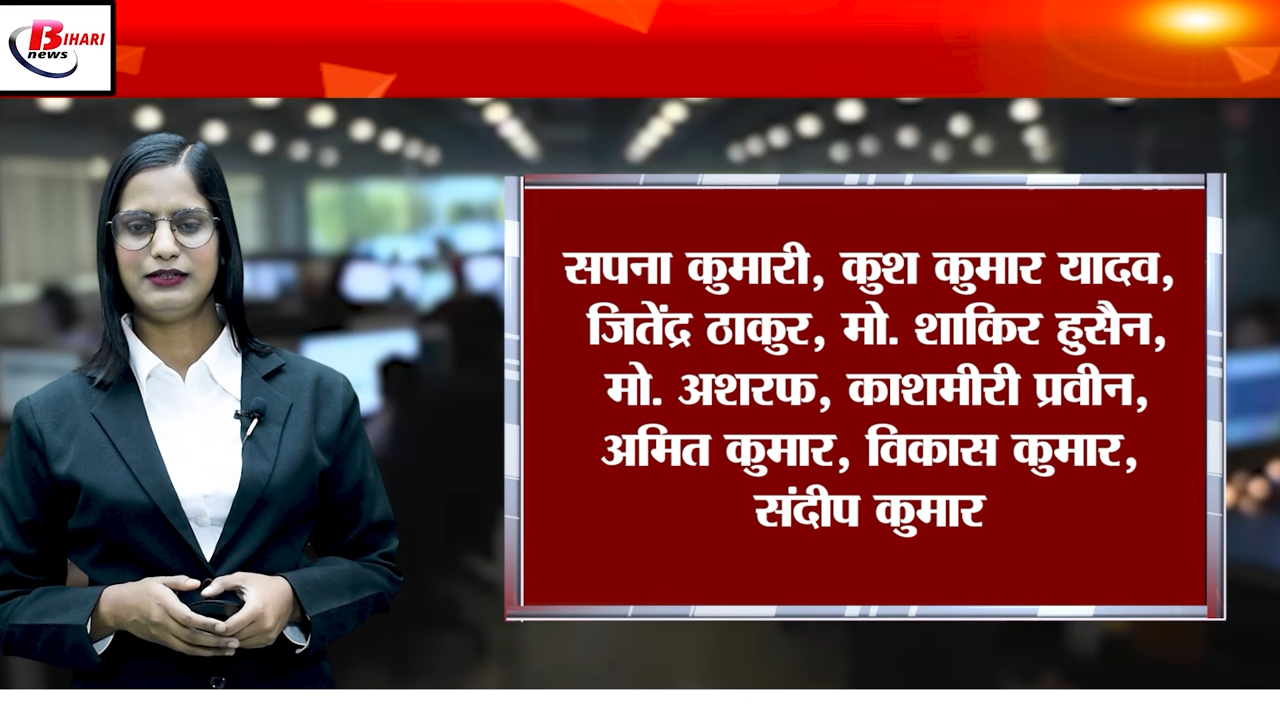 BIHARI
news
सपना कुमारी, कुश कुमार यादव,
जितेंद्र ठाकुर, मो. शाकिर हुसैन,
मो. अशरफ, काशमीरी प्रवीन,
अमित कुमार, विकास कुमार,
संदीप कुमार